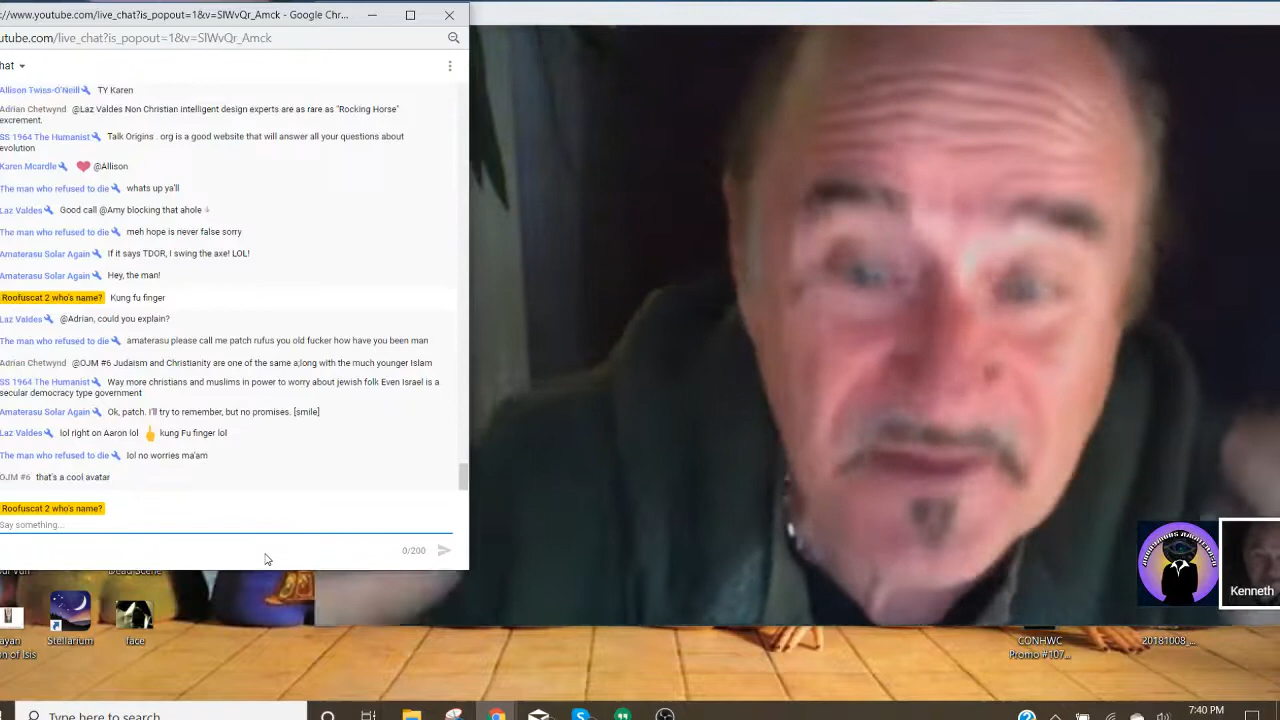 ://www.youtube.com/live_chat?is_popout=1&v=SlWvQr_Amck - Google Chr...
utube.com/live_chat?is_popout=1&v=SlWvQr_Amck
hat
Allison Twiss-O'Neill TY Karen
Adrian Chetwynd @Laz Valdes Non Christian intelligent design experts are as rare as "Rocking Horse"
excrement.
SS 1964 The Humanist Talk Origins . org is a good website that will answer all your questions about
evolution
Karen Mcardle @Allison
The man who refused to die whats up ya'll
Laz Valdes Good call @Amy blocking that ahole
The man who refused to die meh hope is never false sorry
Amaterasu Solar Again If it says TDOR, I swing the axe! LOL!
Amaterasu Solar Again Hey, the man!
Roofuscat 2 who's name? Kung fu finger
Laz Valdes @Adrian, could you explain?
The man who refused to die amaterasu please call me patch rufus you old fucker how have you been man
Adrian Chetwynd @OJM #6 Judaism and Christianity are one of the same a;long with the much younger Islam
SS 1964 The Humanist Way more christians and muslims in power to worry about jewish folk Even Israel is a
secular democracy type government
Amaterasu Solar Again Ok, patch. I'll try to remember, but no promises. [smile]
Laz Valdes lol right on Aaron lol kung Fu finger lol
The man who refused to die lol no worries ma'am
OJM #6 that's a cool avatar
Roofuscat 2 who's name?
Say something...
0/200
Dead Scene
ANONYMOUS
Kenneth
ayan
on of Isis
Stellarium
face
CONHWC
Promo #107...
20181008_...
Type here to search
7:40 PM